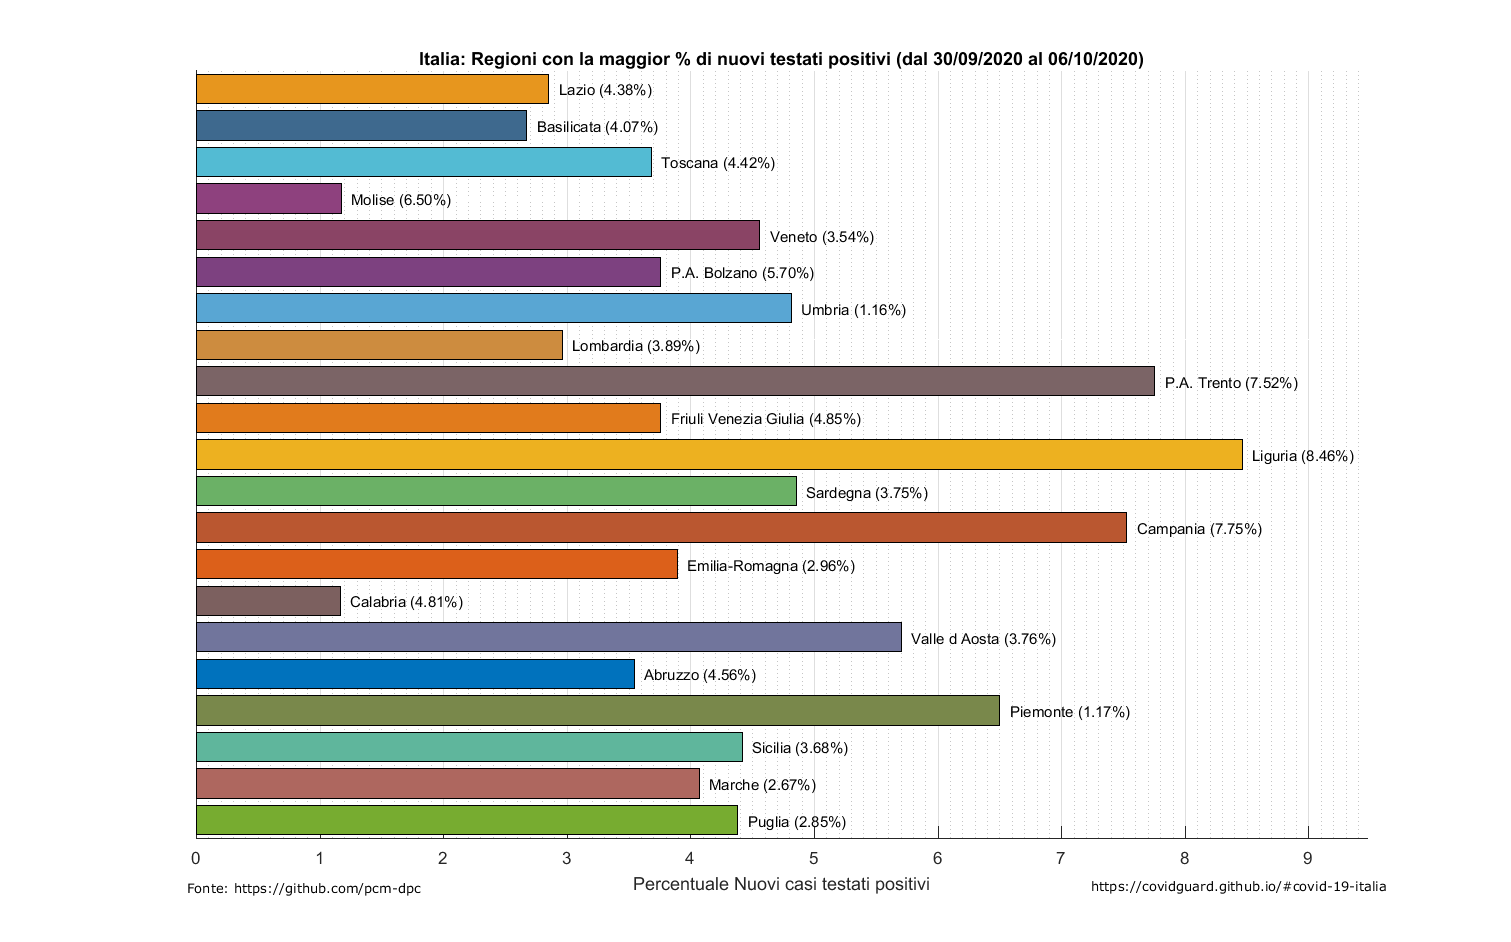 Italia: Regioni con la maggior % di nuovi testati positivi (dal 30/09/2020 al 06/10/2020)
Lazio (4.38%)
Basilicata (4.07%)
Toscana (4.42%)
Molise (6.50%)
Veneto (3.54%)
P.A. Bolzano (5.70%)
Umbria (1.16%)
Lombardia (3.89%)
P.A. Trento (7.52%)
Friuli Venezia Giulia (4.85%)
Liguria (8.46%)
Sardegna (3.75%)
Campania (7.75%)
Emilia-Romagna (2.96%)
Calabria (4.81%)
Valle d Aosta (3.76%)
Abruzzo (4.56%)
Piemonte (1.17%)
Sicilia (3.68%)
Marche (2.67%)
Puglia (2.85%)
0 1 2 3 4 5 6 7 8 9
Percentuale Nuovi casi testati positivi
Fonte: https://github.com/pcm-dpc
https://covidguard.github.io/#covid-19-italia